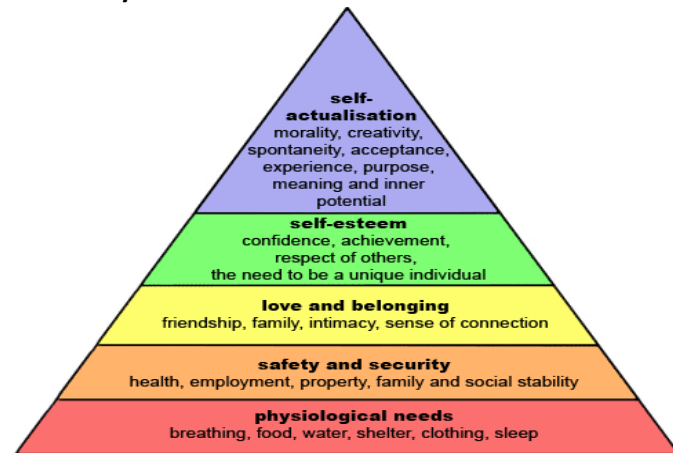 self-
actualisation
morality, creativity,
spontaneity, acceptance,
experience, purpose,
meaning and inner
potential
self-esteem
confidence, achievement,
respect of others,
the need to be a unique individual
love and belonging
friendship, family, intimacy, sense of connection
safety and security
health, employment, property, family and social stability
physiological needs
breathing, food, water, shelter, clothing, sleep